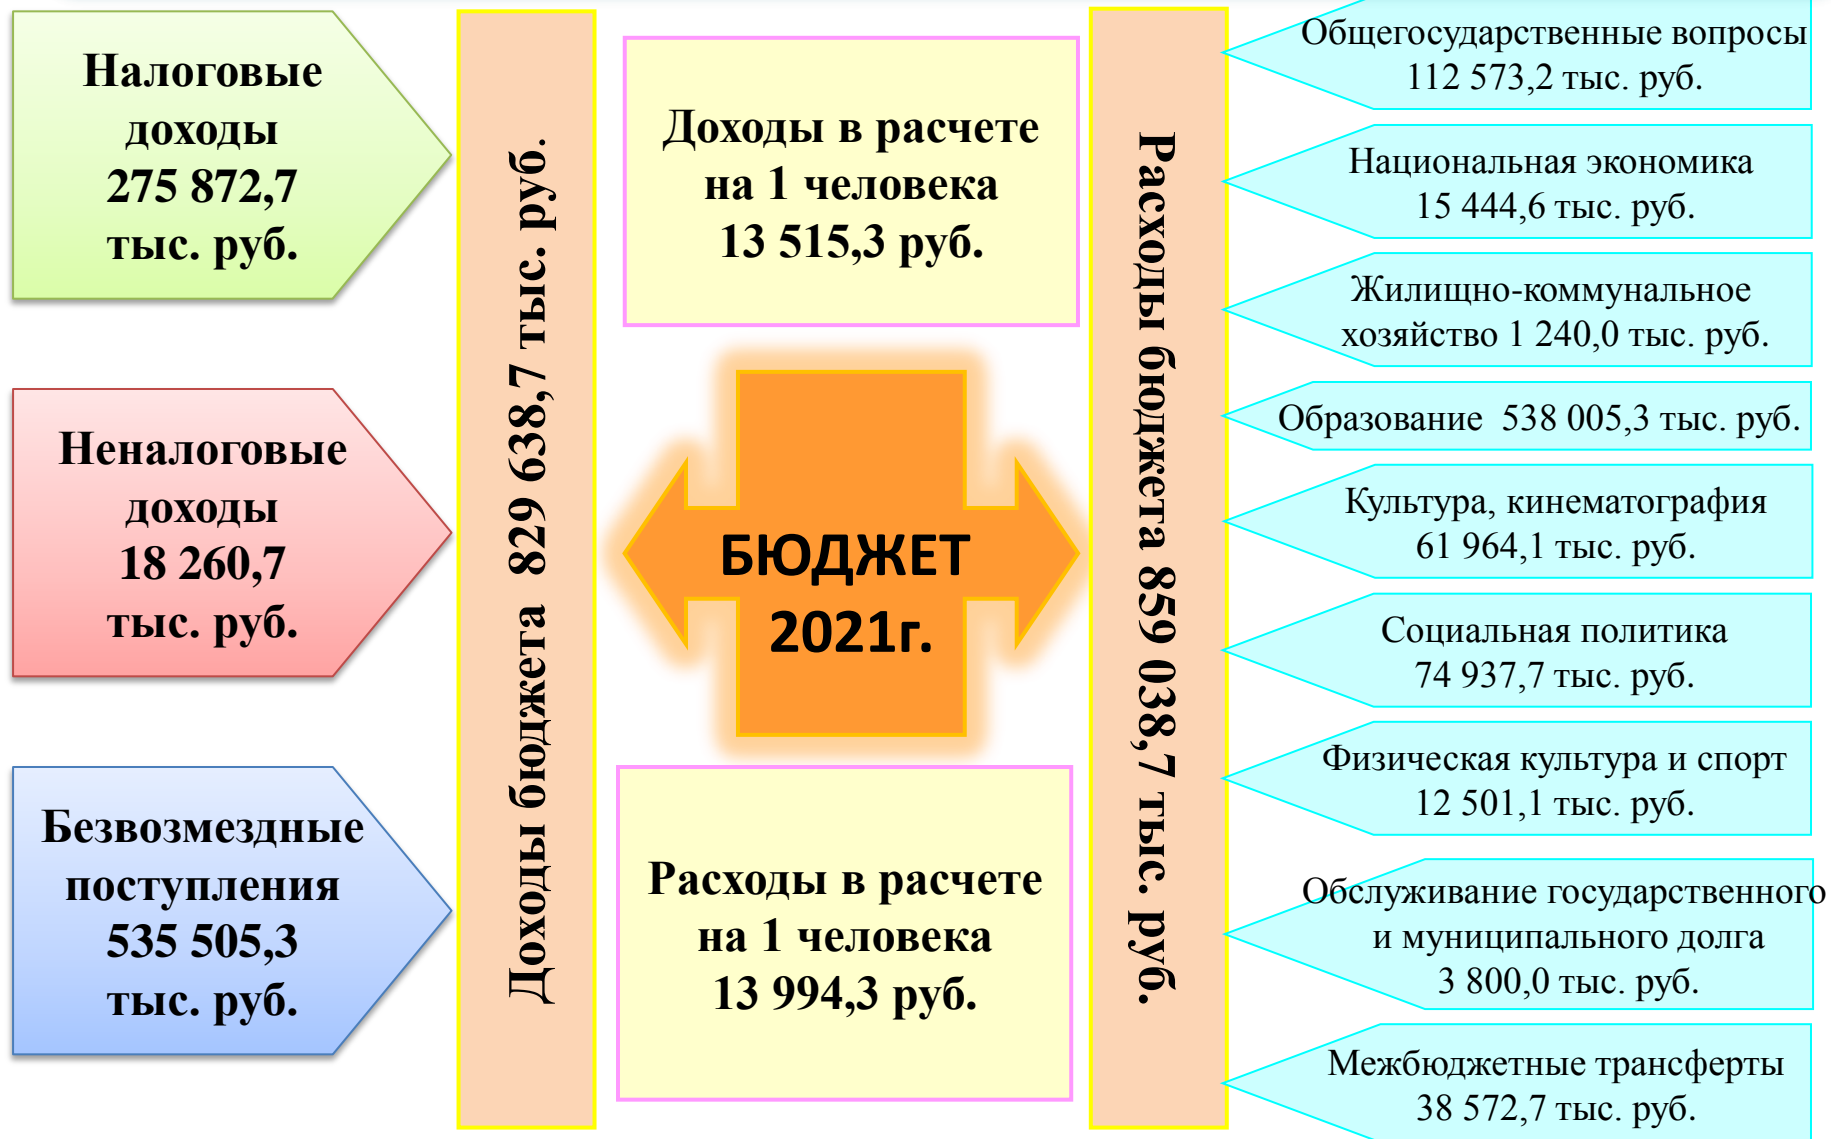 Налоговые
доходы
275 872,7
тыс. руб.
Неналоговые
доходы
18 260,7
тыс. руб.
Безвозмездные
поступления
535 505,3
тыс. руб.
Доходы бюджета 829 638,7 тыс. руб.
Доходы в расчете
на 1 человека
13 515,3 руб.
БЮДЖЕТ
2021г.
Расходы в расчете
на 1 человека
13 994,3 руб.
Расходы бюджета 859 038,7 тыс. руб.
Общегосударственные вопросы
112 573,2 тыс. руб.
Национальная экономика
15 444,6 тыс. руб.
Жилищно-коммунальное
хозяйство 1 240,0 тыс. руб.
Образование 538 005,3 тыс. руб.
Культура, кинематография
61 964,1 тыс. руб.
Социальная политика
74 937,7 тыс. руб.
Физическая культура и спорт
12 501,1 тыс. руб.
Обслуживание государственного
и муниципального долга
3 800,0 тыс. руб.
Межбюджетные трансферты
38 572,7 тыс. руб.